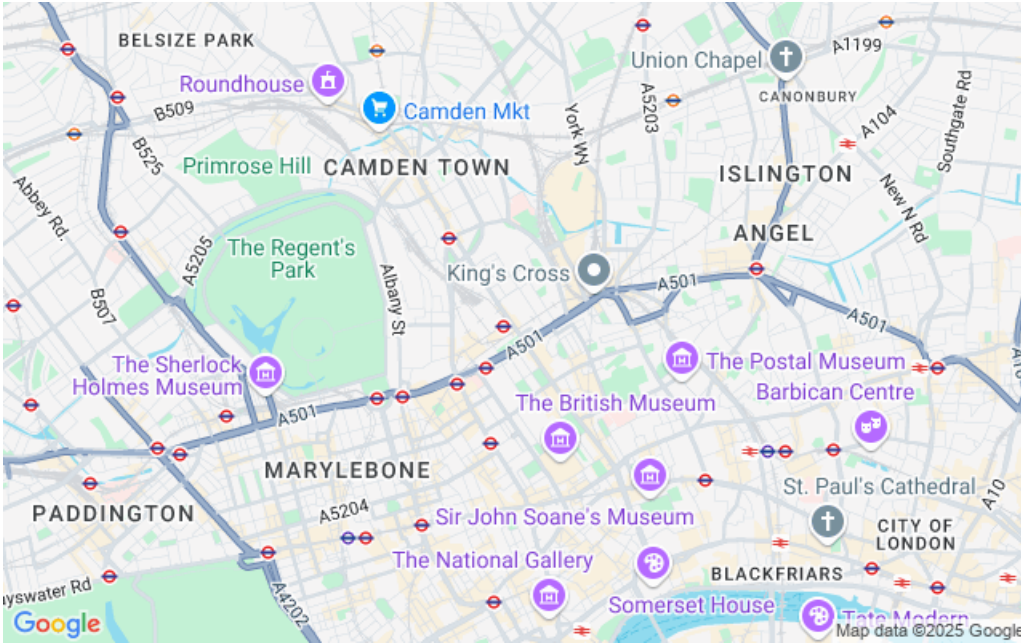 BELSIZE PARK
Union Chapel
A1199
Roundhouse
CANONBURY
B509
Camden Mkt
York WN
A5203
A104
Southgate Rd
B525
Primrose Hill
CAMDEN TOWN
ISLINGTON
Abbey Rd.
New N Rd
The Regent's
Park
ANGEL
A5205
King's Cross
A501
B507
Albany St
A501
A501
The Sherlock
Holmes Museum
The Postal Museum
A10
Barbican Centre
The British Museum
A501
MARYLEBONE
St. Paul's Cathedral
A10
PADDINGTON
A5204
Sir John Soane's Museum
CITY OF
LONDON
The National Gallery
BLACKFRIARS
yswater Rd
A4202
Somerset House
Tate Modern
Google
Map data ©2025 Google